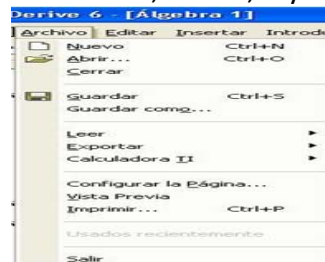 Derive 6 - [Álgebra 1]
Archivo Editar Insertar Introd
Nuevo Ctrl+N
Abrir... Ctrl+O
Cerrar
Guardar Ctrl+S
Guardar como...
Leer
Exportar
Calculadora TI
Configurar la Página...
Vista Previa
Imprimir... Ctrl+P
Usados recientemente
Salir